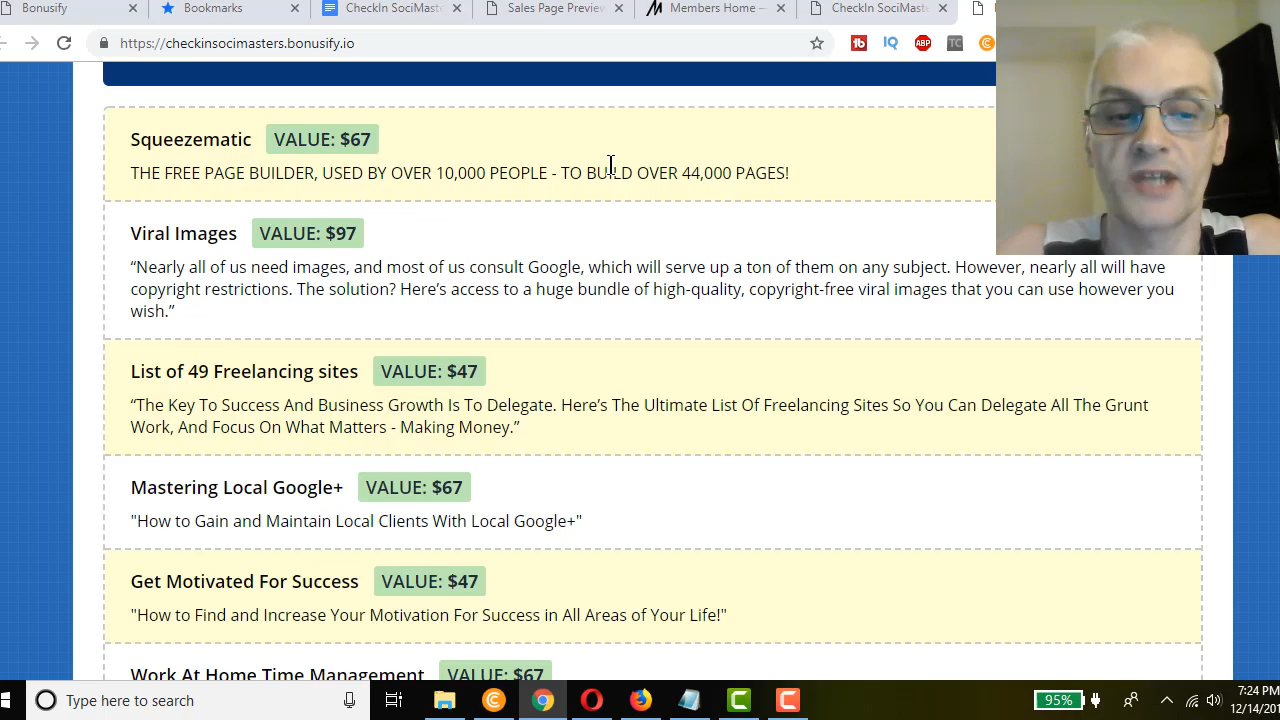 Bonusify
Bookmarks
CheckIn SociMast
Sales Page Preview
Members Home —
CheckIn SociMaste
https://checkinsocimasters.bonusify.io
Squeezematic VALUE: $67
THE FREE PAGE BUILDER, USED BY OVER 10,000 PEOPLE - TO BUILD OVER 44,000 PAGES!
Viral Images VALUE: $97
“Nearly all of us need images, and most of us consult Google, which will serve up a ton of them on any subject. However, nearly all will have
copyright restrictions. The solution? Here’s access to a huge bundle of high-quality, copyright-free viral images that you can use however you
wish.”
List of 49 Freelancing sites VALUE: $47
“The Key To Success And Business Growth Is To Delegate. Here’s The Ultimate List Of Freelancing Sites So You Can Delegate All The Grunt
Work, And Focus On What Matters - Making Money.”
Mastering Local Google+ VALUE: $67
"How to Gain and Maintain Local Clients With Local Google+"
Get Motivated For Success VALUE: $47
"How to Find and Increase Your Motivation For Success in All Areas of Your Life!"
Work At Home Time Management VALUE: $67
Type here to search
95%
7:24 PM
12/14/201